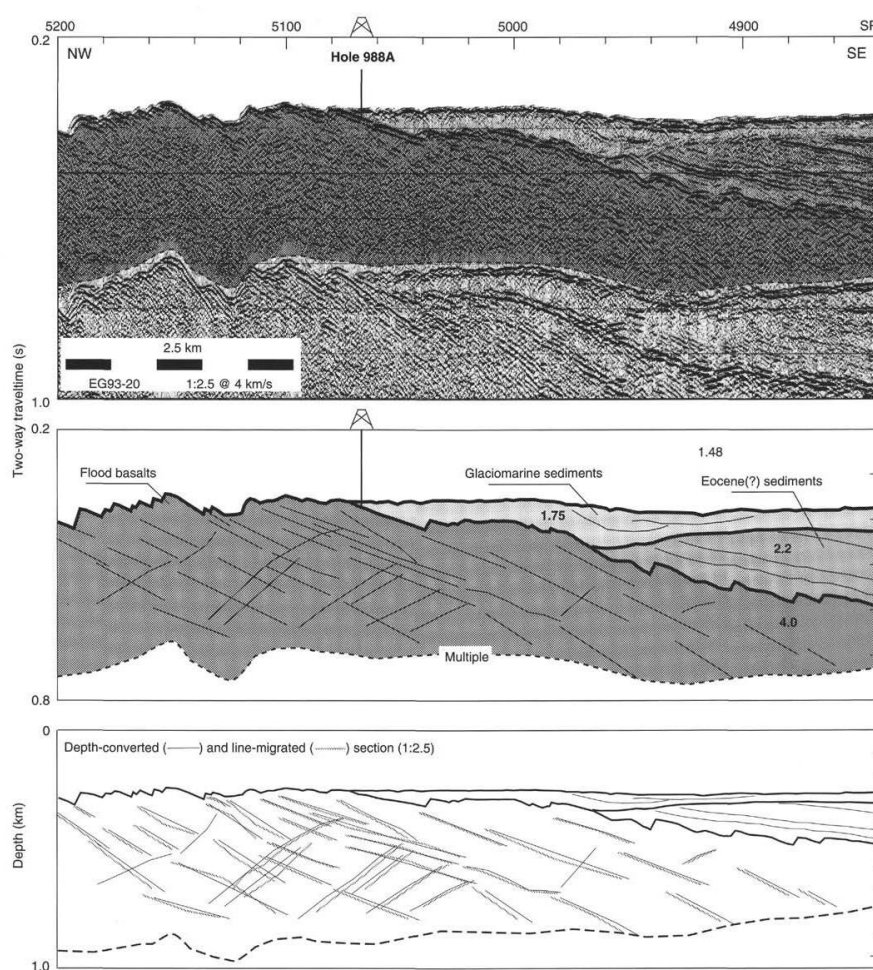 5200 5100 5000 4900 SP
0.2
NW
Hole 988A
SE
2.5 km
EG93-20 1:2.5 @ 4 km/s
1.0
Two-way traveltime (s)
0.2
1.48
Flood basalts
Glaciomarine sediments
Eocene(?) sediments
1.75
2.2
4.0
Multiple
0.8
0
Depth-converted ( ) and line-migrated ( ) section (1:2.5)
Depth (km)
1.0